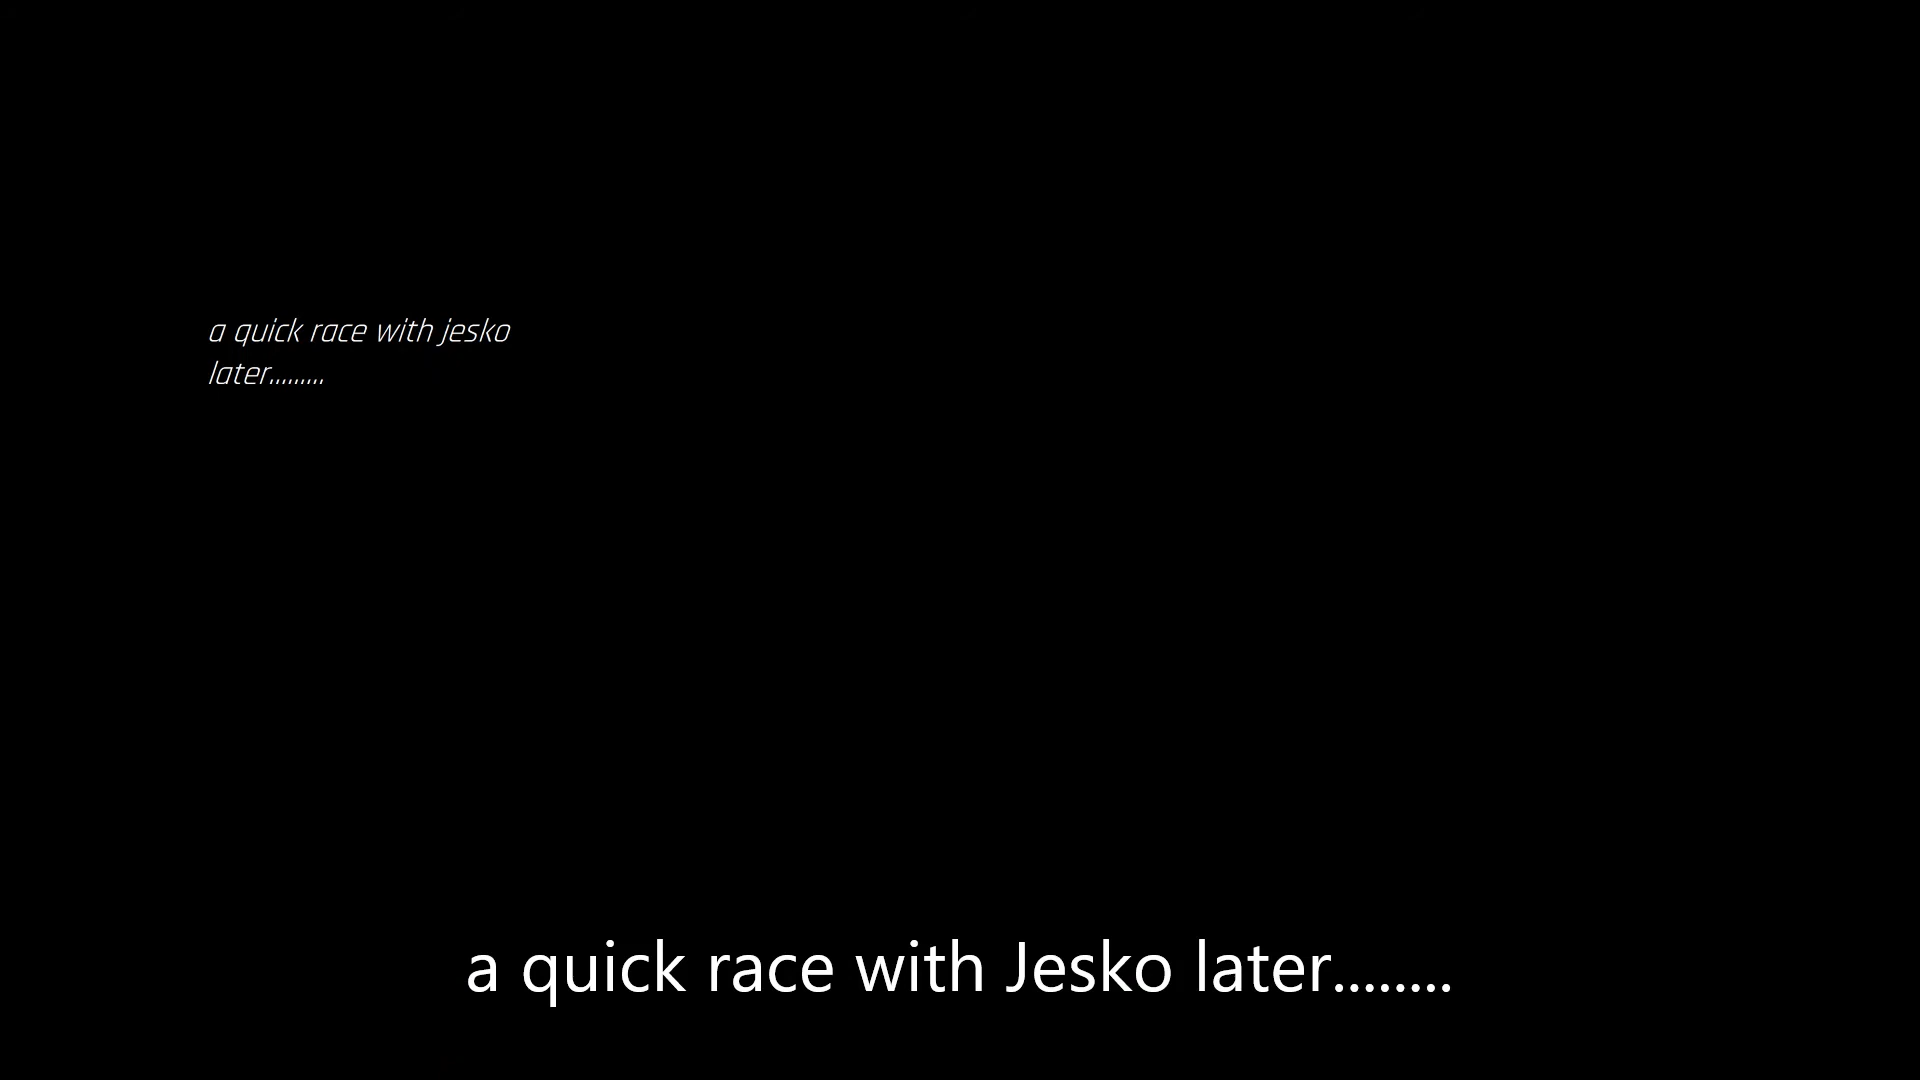 a quick race with jesko
later.........
a quick race with Jesko later........